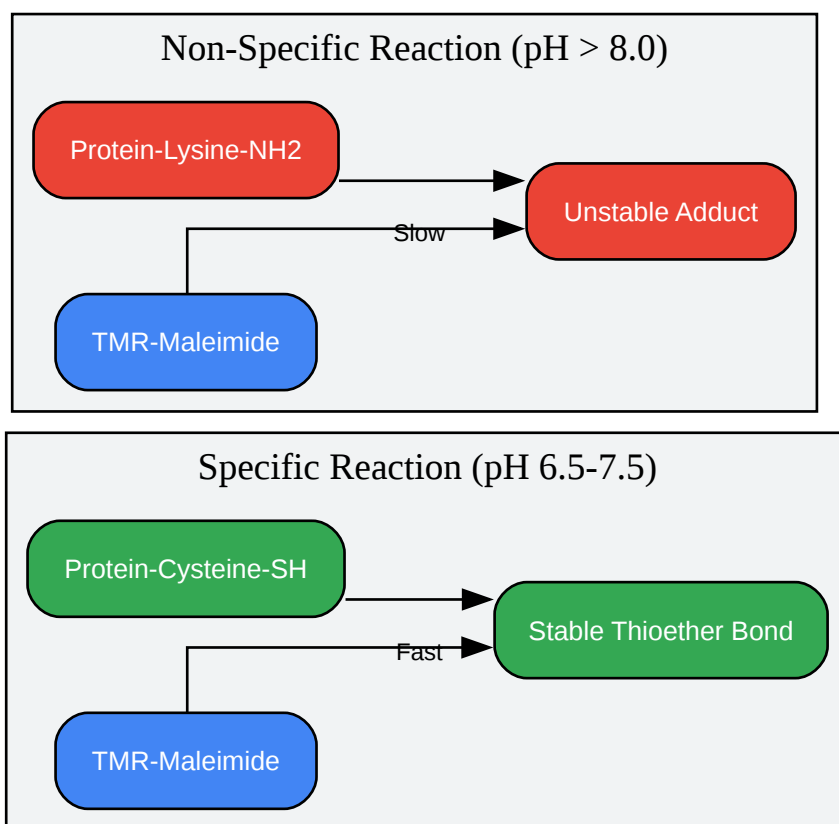 Non-Specific Reaction (pH > 8.0)
Protein-Lysine-NH2
Unstable Adduct
Slow
TMR-Maleimide
Specific Reaction (pH 6.5-7.5)
Protein-Cysteine-SH
Stable Thioether Bond
Fast
TMR-Maleimide